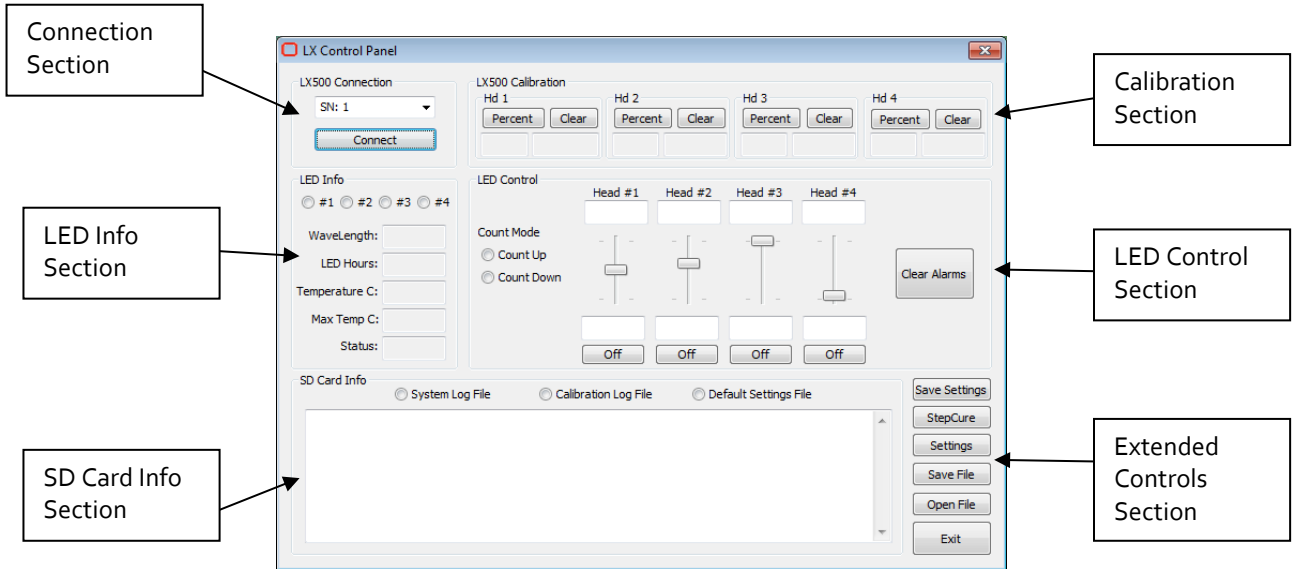 Connection
Section
LX Control Panel
LX500 Connection
SN: 1
Connect
LX500 Calibration
Hd 1 Hd 2 Hd 3 Hd 4
Percent Clear Percent Clear Percent Clear Percent Clear
Calibration
Section
LED Info
Section
LED Info
#1 #2 #3 #4
WaveLength:
LED Hours:
Temperature C:
Max Temp C:
Status:
LED Control
Head #1 Head #2 Head #3 Head #4
Count Mode
Count Up
Count Down
Clear Alarms
Off Off Off Off
LED Control
Section
SD Card Info
Section
SD Card Info
System Log File Calibration Log File Default Settings File
Save Settings
StepCure
Settings
Save File
Open File
Exit
Extended
Controls
Section